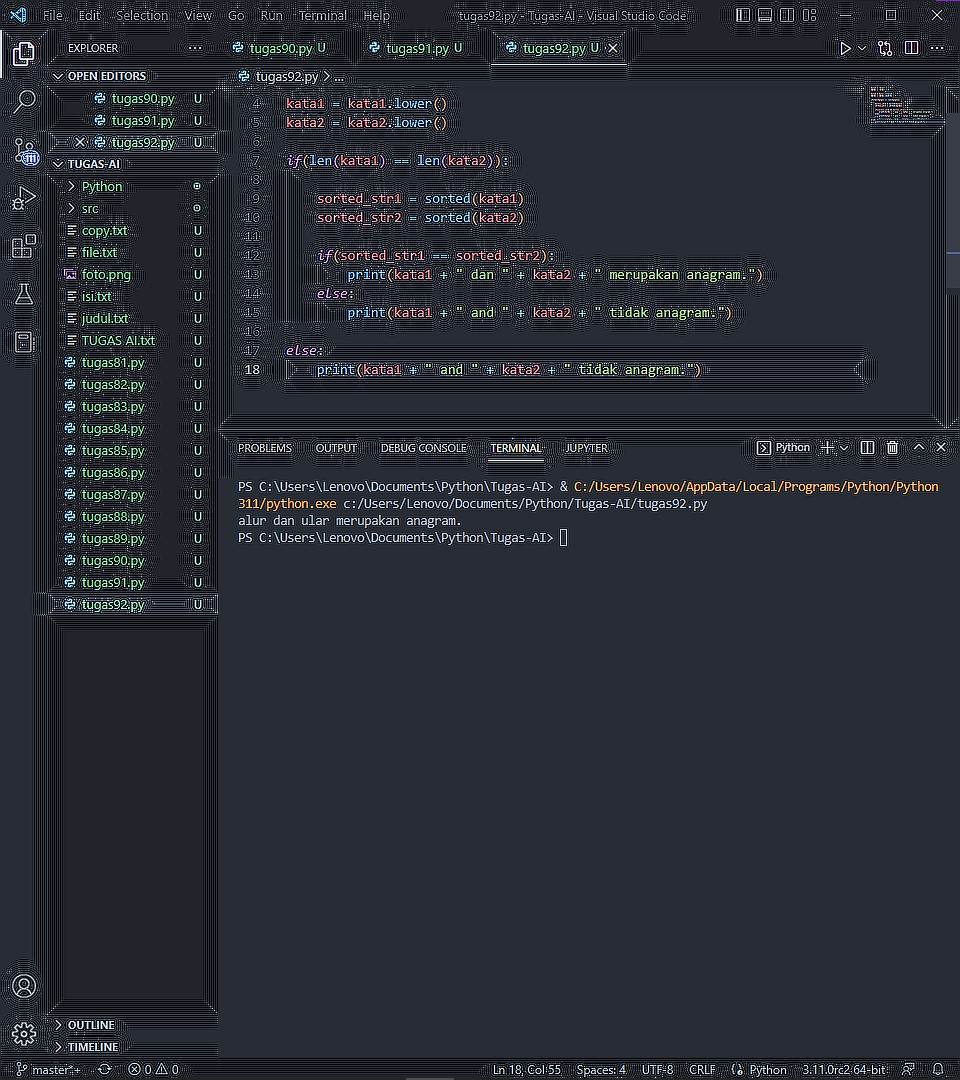 File Edit Selection View Go Run Terminal Help tugas92.py - Tugas-AI - Visual Studio Code
EXPLORER
OPEN EDITORS
tugas90.py U
tugas91.py U
tugas92.py U
TUGAS-AI
Python
src
copy.txt U
file.txt U
foto.png U
isi.txt U
judul.txt U
TUGAS AI.txt U
tugas81.py U
tugas82.py U
tugas83.py U
tugas84.py U
tugas85.py U
tugas86.py U
tugas87.py U
tugas88.py U
tugas89.py U
tugas90.py U
tugas91.py U
tugas92.py U
OUTLINE
TIMELINE
tugas90.py U tugas91.py U tugas92.py U
tugas92.py > ...
4 kata1 = kata1.lower()
5 kata2 = kata2.lower()
6
7 if(len(kata1) == len(kata2)):
8
9 sorted_str1 = sorted(kata1)
10 sorted_str2 = sorted(kata2)
11
12 if(sorted_str1 == sorted_str2):
13 print(kata1 + " dan " + kata2 + " merupakan anagram.")
14 else:
15 print(kata1 + " and " + kata2 + " tidak anagram.")
16
17 else:
18 print(kata1 + " and " + kata2 + " tidak anagram.")
PROBLEMS OUTPUT DEBUG CONSOLE TERMINAL JUPYTER Python
PS C:\Users\Lenovo\Documents\Python\Tugas-AI> & C:/Users/Lenovo/AppData/Local/Programs/Python/Python
311/python.exe c:/Users/Lenovo/Documents/Python/Tugas-AI/tugas92.py
alur dan ular merupakan anagram.
PS C:\Users\Lenovo\Documents\Python\Tugas-AI>
master*+ 0 0 Ln 18, Col 55 Spaces: 4 UTF-8 CRLF Python 3.11.0rc2 64-bit